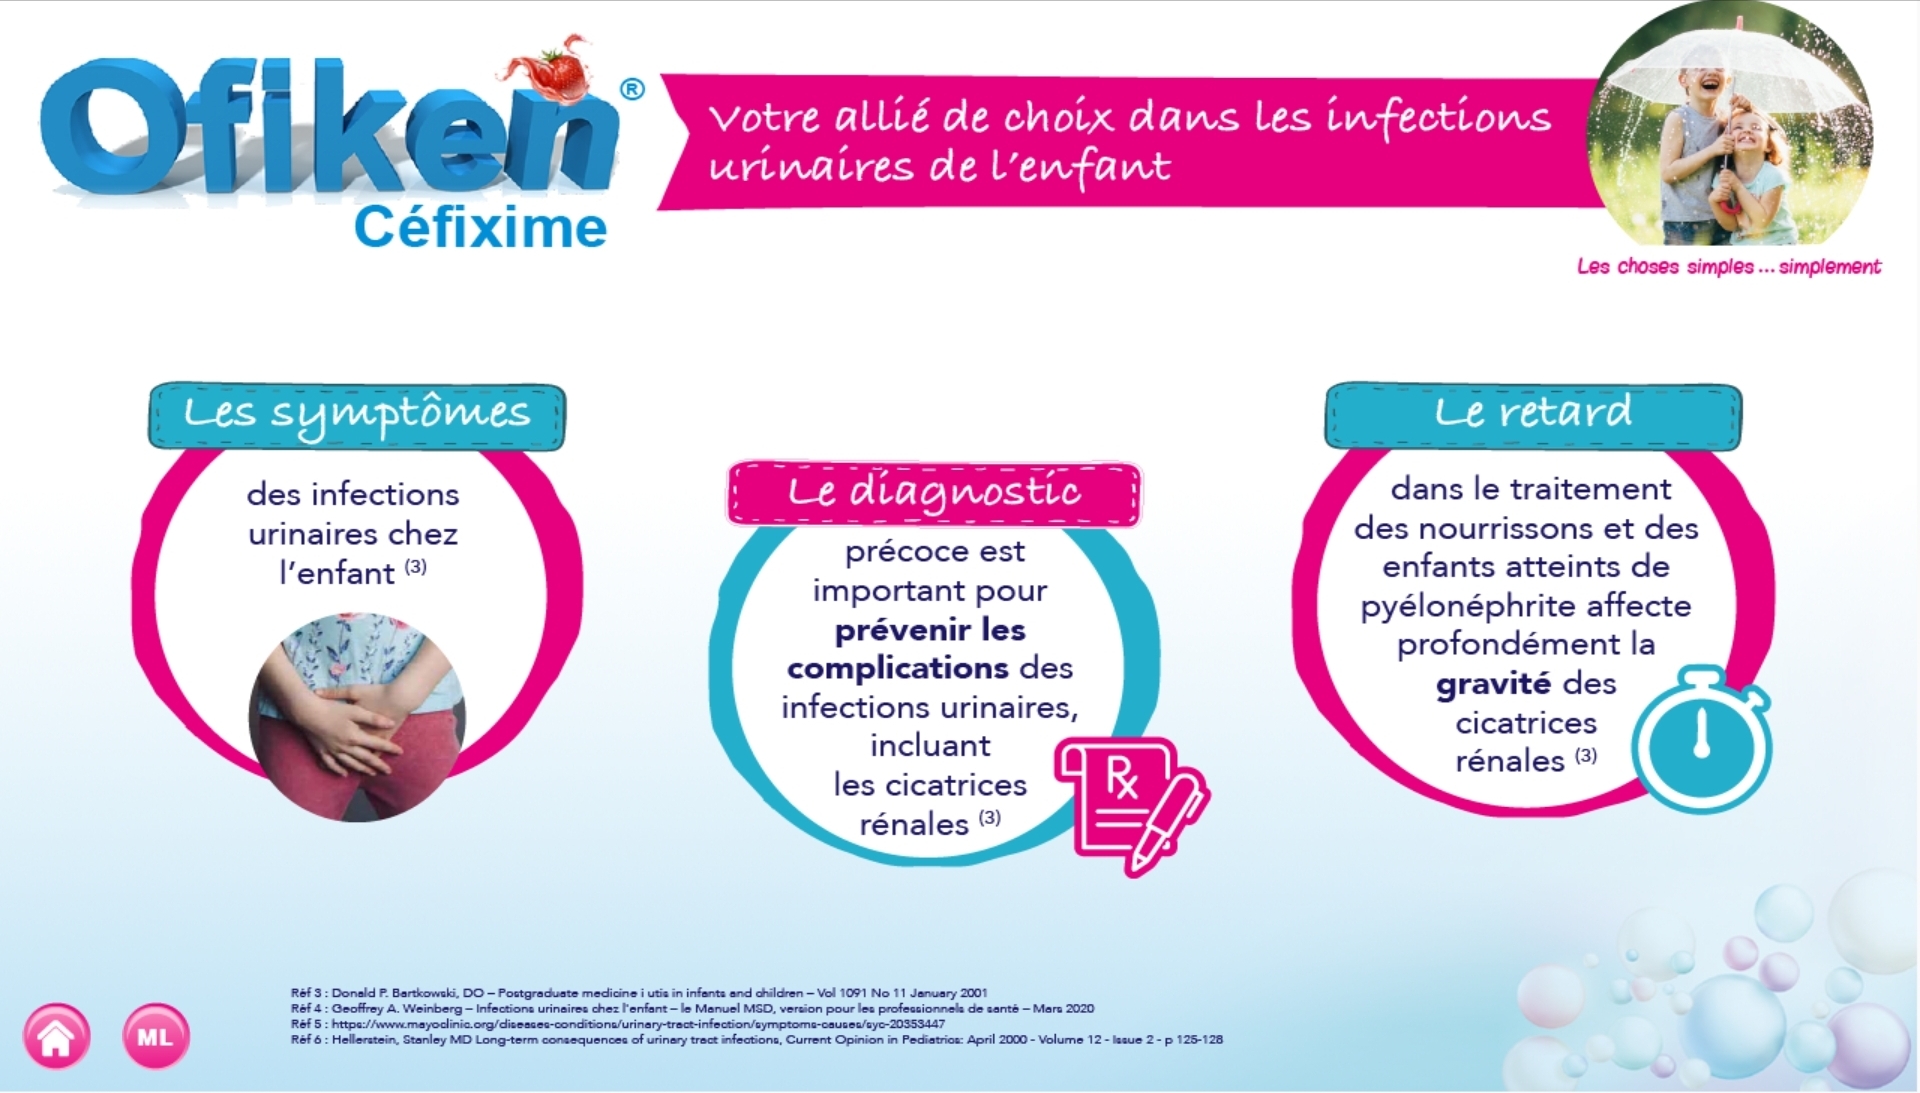 Ofiken®
Céfixime
Votre allié de choix dans les infections
urinaires de l'enfant
Les choses simples... simplement
Les symptômes
des infections
urinaires chez
l'enfant (3)
Le diagnostic
précoce est
important pour
prévenir les
complications des
infections urinaires,
incluant
les cicatrices
rénales (3)
Rx
Le retard
dans le traitement
des nourrissons et des
enfants atteints de
pyélonéphrite affecte
profondément la
gravité des
cicatrices
rénales (3)
Réf 3 : Donald P. Bartkowski, DO – Postgraduate medicine i utis in infants and children – Vol 1091 No 11 January 2001
Réf 4 : Geoffrey A. Weinberg – Infections urinaires chez l'enfant – le Manuel MSD, version pour les professionnels de santé – Mars 2020
Réf 5 : https://www.mayoclinic.org/diseases-conditions/urinary-tract-infection/symptoms-causes/syc-20353447
Réf 6 : Hellerstein, Stanley MD Long-term consequences of urinary tract infections, Current Opinion in Pediatrics: April 2000 - Volume 12 - Issue 2 - p 125-128
ML